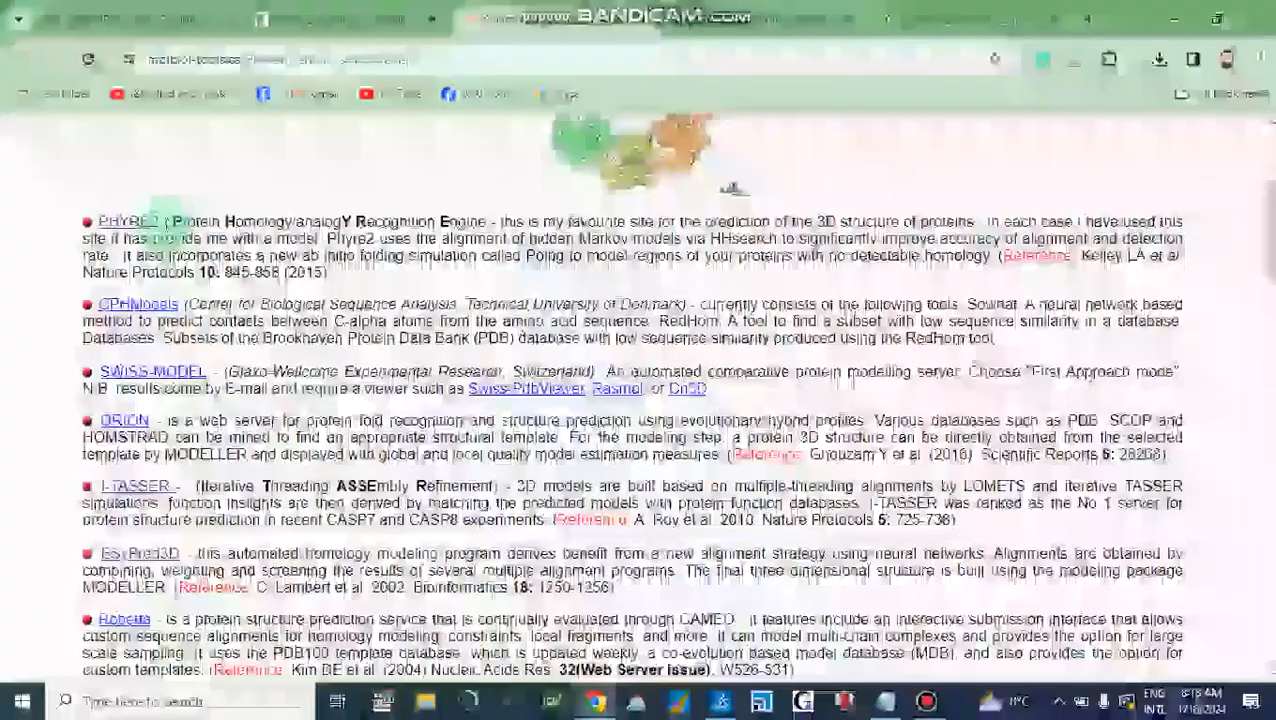 BANDICAM COM
PHYRE2 (Protein Homology/analogY Recognition Engine - this is my favourite site for the prediction of the 3D structure of proteins. In each case I have used this
site it has provide me with a model. Phyre2 uses the alignment of hidden Markov models via HHsearch to significantly improve accuracy of alignment and detection
rate. It also incorporates a new ab initio folding simulation called Poing to model regions of your proteins with no detectable homology (Reference: Kelley LA et al
Nature Protocols 10: 845-858 (2015)
CPHModels (Center for Biological Sequence Analysis, Technical University of Denmark) - currently consists of the following tools. Sowhat: A neural network based
method to predict contacts between C-alpha atoms from the amino acid sequence. RedHom: A tool to find a subset with low sequence similarity in a database
Databases: Subsets of the Brookhaven Protein Data Bank (PDB) database with low sequence similarity produced using the RedHom tool.
SWISS-MODEL - (Glaxo Wellcome Experimental Research, Switzerland). An automated comparative protein modelling server. Choose "First Approach mode"
N.B. results come by E-mail and require a viewer such as Swiss-PdbViewer, Rasmol, or Cn3D
ORION - is a web server for protein fold recognition and structure prediction using evolutionary hybrid profiles. Various databases such as PDB, SCOP and
HOMSTRAD can be mined to find an appropriate structural template. For the modeling step, a protein 3D structure can be directly obtained from the selected
template by MODELLER and displayed with global and local quality model estimation measures. (Reference: Ghouzam Y et al. (2016) Scientific Reports 6: 28268)
I-TASSER - (Iterative Threading ASSEmbly Refinement) - 3D models are built based on multiple-threading alignments by LOMETS and iterative TASSER
simulations; function insights are then derived by matching the predicted models with protein function databases. I-TASSER was ranked as the No 1 server for
protein structure prediction in recent CASP7 and CASP8 experiments. (Reference: A. Roy et al. 2010. Nature Protocols 5: 725-738)
EsyPred3D - this automated homology modeling program derives benefit from a new alignment strategy using neural networks. Alignments are obtained by
combining, weighting and screening the results of several multiple alignment programs. The final three dimensional structure is built using the modeling package
MODELLER. (Reference: C. Lambert et al. 2002. Bioinformatics 18: 1250-1256)
Robetta - is a protein structure prediction service that is continually evaluated through CAMEO. It features include an interactive submission interface that allows
custom sequence alignments for homology modeling, constraints, local fragments, and more. It can model multi-chain complexes and provides the option for large
scale sampling. It uses the PDB100 template database, which is updated weekly, a co-evolution based model database (MDB), and also provides the option for
custom templates. (Reference: Kim DE et al. (2004) Nucleic Acids Res. 32(Web Server issue): W526-531)
Type here to search
ENG
INTL